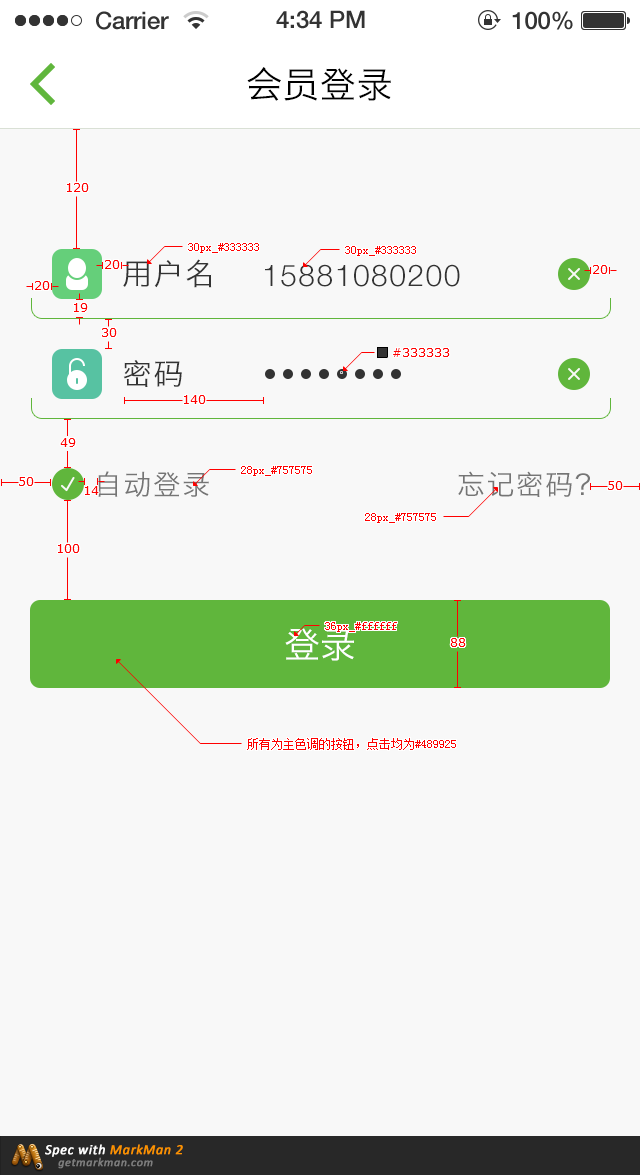 Carrier 4:34 PM 100%
会员登录
120
30px_#333333 30px_#333333
20 用户名 15881080200 20
20
19
30
#333333
密码
140
49
28px_#757575
50 14 自动登录 忘记密码? 50
28px_#757575
100
36px_#ffffff
登录 88
所有为主色调的按钮，点击均为#489925
Spec with MarkMan 2
getmarkman.com